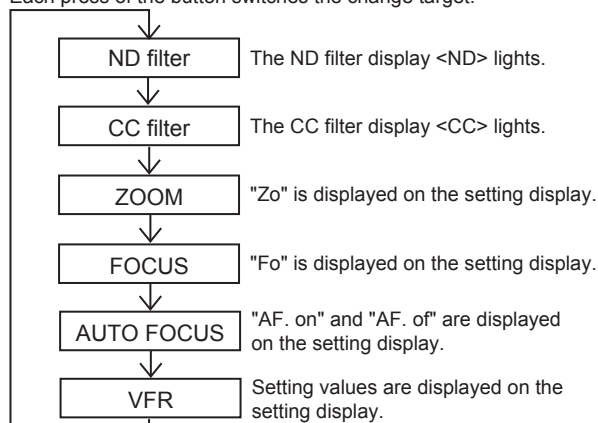 Each press of the button switches the change target.
ND filter
The ND filter display <ND> lights.
CC filter
The CC filter display <CC> lights.
ZOOM
"Zo" is displayed on the setting display.
FOCUS
"Fo" is displayed on the setting display.
AUTO FOCUS
"AF. on" and "AF. of" are displayed
on the setting display.
VFR
Setting values are displayed on the
setting display.